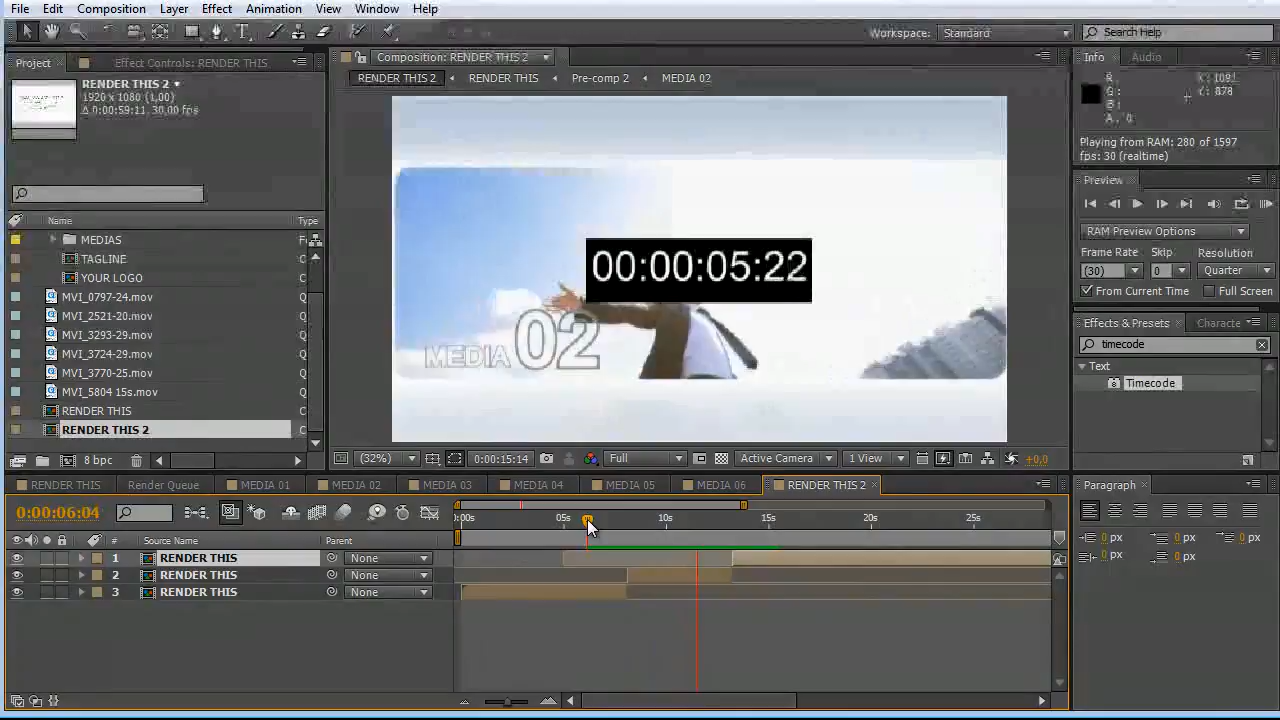 File Edit Composition Layer Effect Animation View Window Help
Workspace: Standard Search Help
Project Effect Controls: RENDER THIS
RENDER THIS 2
1920 x 1080 (1,00)
Δ 0:00:59:11, 30,00 fps
Name Type
MEDIAS
TAGLINE
YOUR LOGO
MVI_0797-24.mov
MVI_2521-20.mov
MVI_3293-29.mov
MVI_3724-29.mov
MVI_3770-25.mov
MVI_5804 15s.mov
RENDER THIS
RENDER THIS 2
8 bpc
Composition: RENDER THIS 2
RENDER THIS 2 RENDER THIS Pre-comp 2 MEDIA 02
00:00:05:22
MEDIA 02
(32%) 0:00:15:14 Full Active Camera 1 View +0,0
Info Audio
R: X: 1091
G: Y: 878
B:
A: 0
Playing from RAM: 280 of 1597
fps: 30 (realtime)
Preview
RAM Preview Options
Frame Rate Skip Resolution
(30) 0 Quarter
From Current Time Full Screen
Effects & Presets Characte
timecode
Text
Timecode
RENDER THIS Render Queue MEDIA 01 MEDIA 02 MEDIA 03 MEDIA 04 MEDIA 05 MEDIA 06 RENDER THIS 2
0:00:06:04
:00s 05s 10s 15s 20s 25s
# Source Name Parent
1 RENDER THIS None
2 RENDER THIS None
3 RENDER THIS None
Paragraph
0 px 0 px 0 px
0 px 0 px